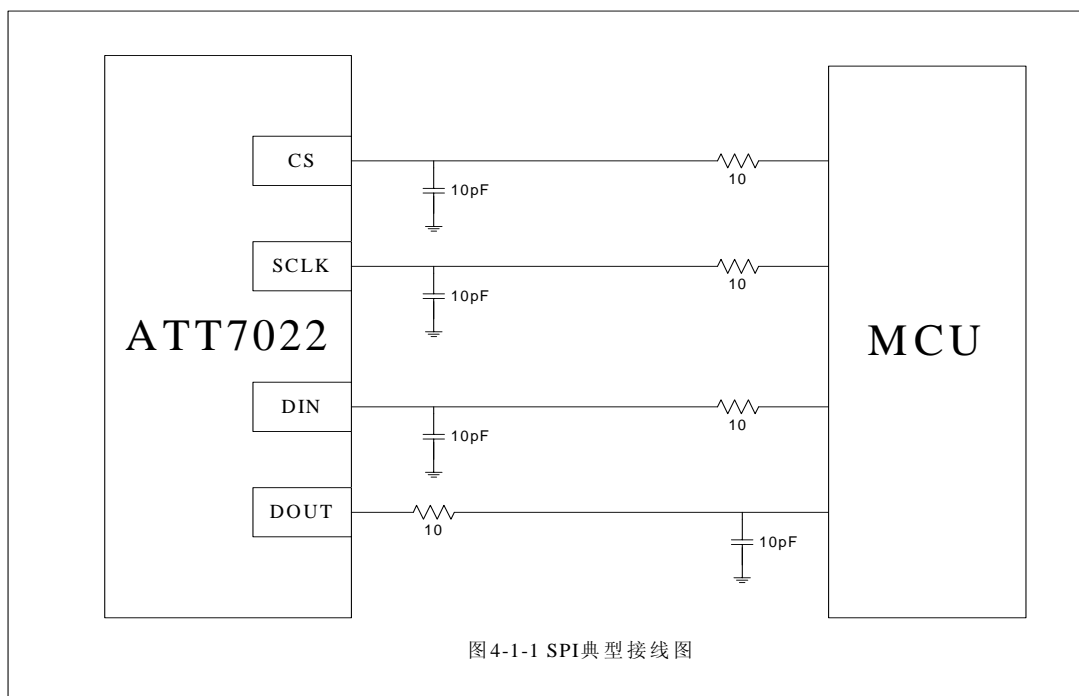 CS
10pF
10
SCLK
10pF
10
ATT7022
MCU
DIN
10pF
10
DOUT
10
10pF
图4-1-1 SPI典型接线图